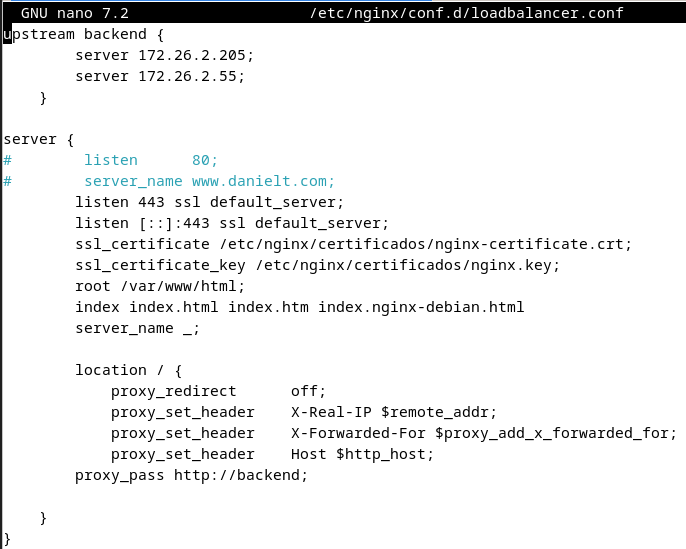 GNU nano 7.2 /etc/nginx/conf.d/loadbalancer.conf
upstream backend {
        server 172.26.2.205;
        server 172.26.2.55;
    }

server {
#        listen      80;
#        server_name www.danielt.com;
        listen 443 ssl default_server;
        listen [::]:443 ssl default_server;
        ssl_certificate /etc/nginx/certificados/nginx-certificate.crt;
        ssl_certificate_key /etc/nginx/certificados/nginx.key;
        root /var/www/html;
        index index.html index.htm index.nginx-debian.html
        server_name _;

        location / {
            proxy_redirect      off;
            proxy_set_header    X-Real-IP $remote_addr;
            proxy_set_header    X-Forwarded-For $proxy_add_x_forwarded_for;
            proxy_set_header    Host $http_host;
        proxy_pass http://backend;

    }
}